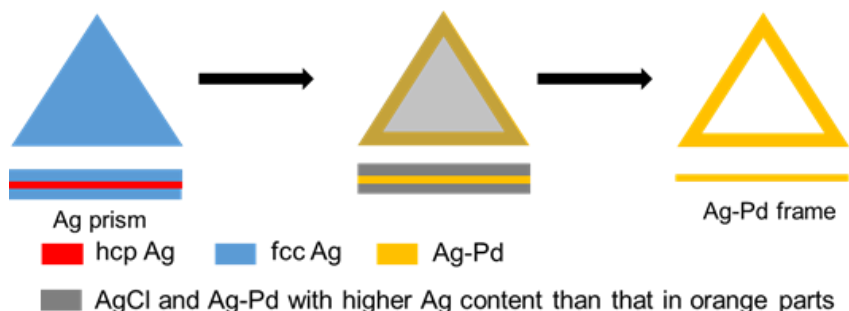 Ag prism
Ag-Pd frame
hcp Ag fcc Ag Ag-Pd
AgCl and Ag-Pd with higher Ag content than that in orange parts